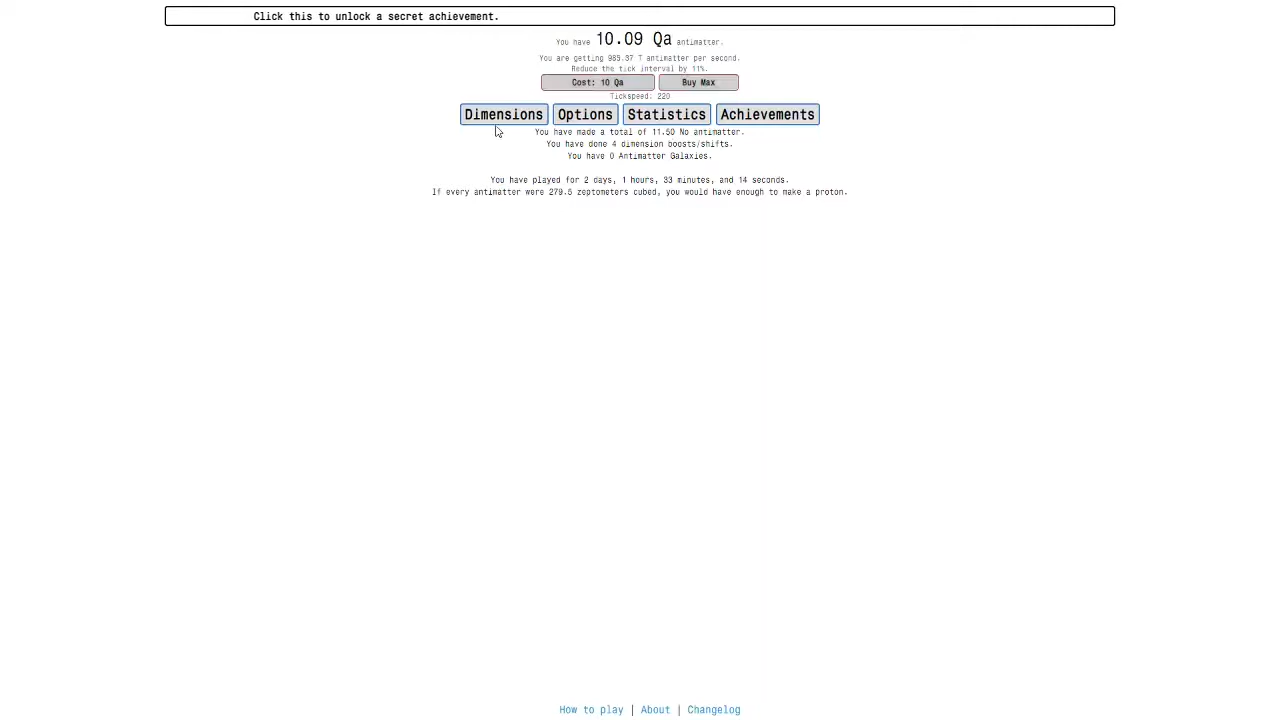 Click this to unlock a secret achievement.
You have 10.09 Qa antimatter.
You are getting 985.37 T antimatter per second.
Reduce the tick interval by 11%.
Cost: 10 Qa Buy Max
Tickspeed: 220
Dimensions Options Statistics Achievements
You have made a total of 11.50 No antimatter.
You have done 4 dimension boosts/shifts.
You have 0 Antimatter Galaxies.
You have played for 2 days, 1 hours, 33 minutes, and 14 seconds.
If every antimatter were 279.5 zeptometers cubed, you would have enough to make a proton.
How to play | About | Changelog